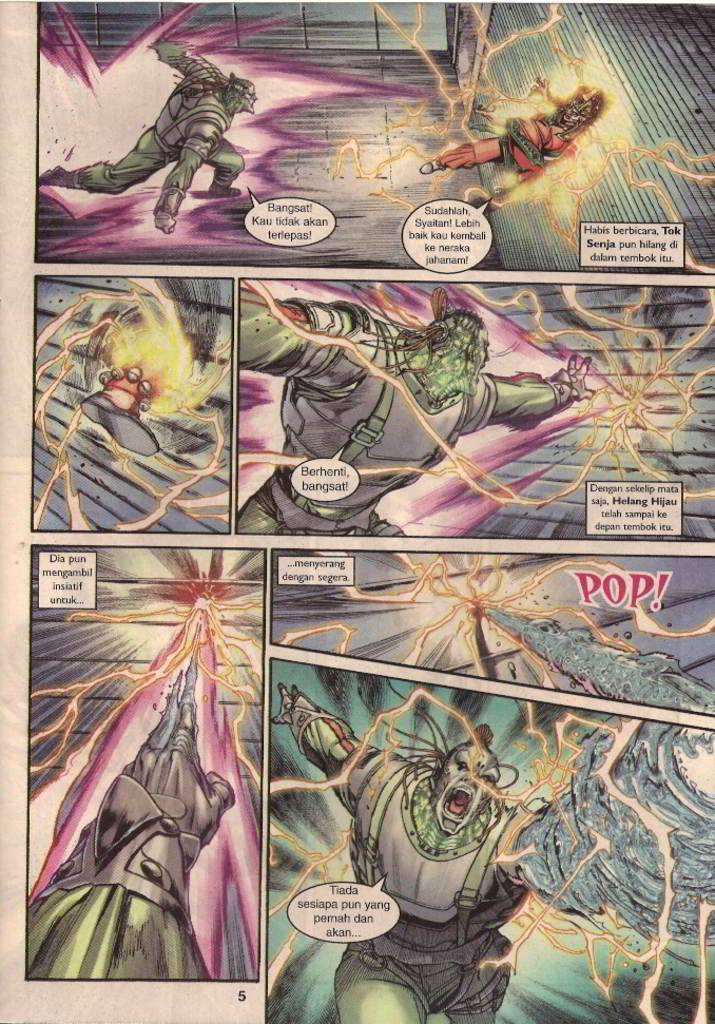 Bangsat!
Kau tidak akan
terlepas!
Sudahlah,
Syaitan! Lebih
baik kau kembali
ke neraka
jahanam!
Habis berbicara, Tok
Senja pun hilang di
dalam tembok itu.
Berhenti,
bangsat!
Dengan sekelip mata
saja, Helang Hijau
telah sampai ke
depan tembok itu.
Dia pun
mengambil
insiatif
untuk...
...menyerang
dengan segera.
POP!
Tiada
sesiapa pun yang
pernah dan
akan...
5